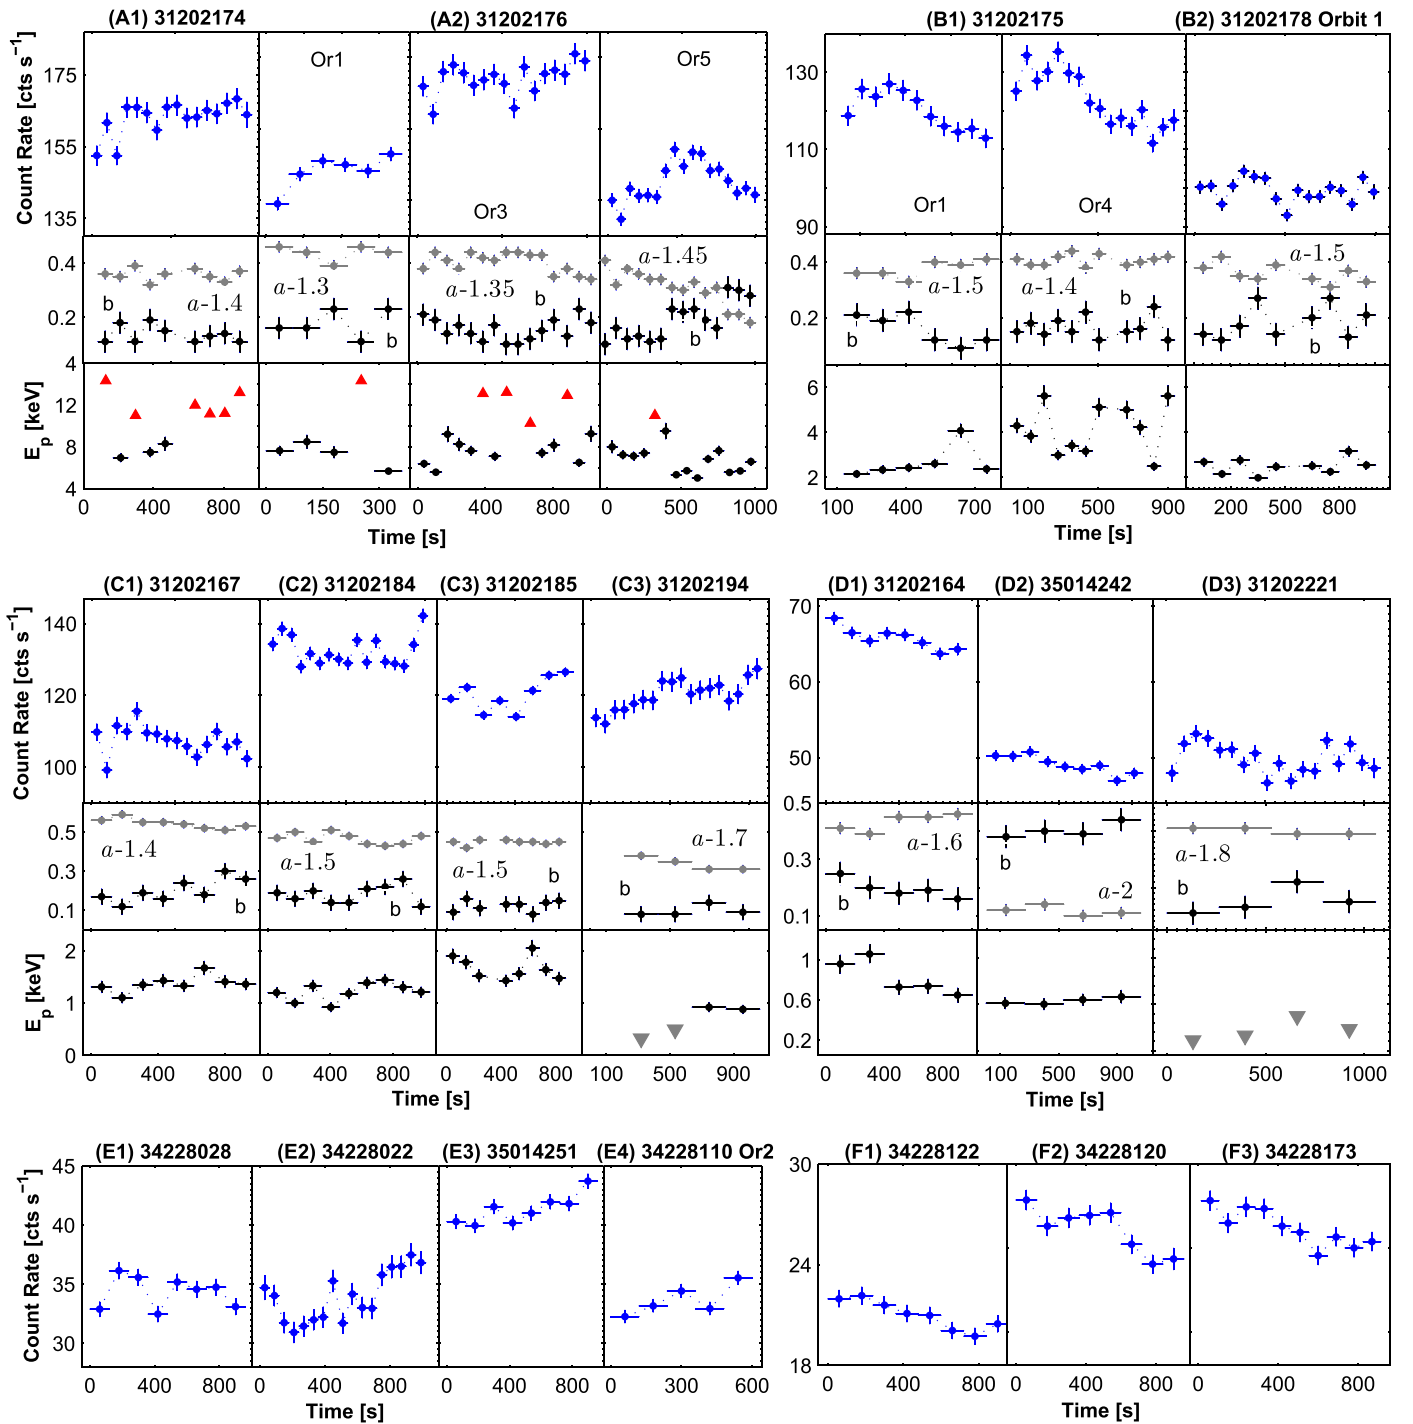 (A1) 31202174 (A2) 31202176 (B1) 31202175 (B2) 31202178 Orbit 1
Count Rate [cts s⁻¹]
175
155
135
Or1
Or3
Or5
130
110
90
Or1
Or4
0.4
0.2
4
b
a-1.4
a-1.3
b
a-1.35
b
a-1.45
b
0.4
0.2
b
a-1.5
a-1.4
b
a-1.5
b
E_p [keV]
12
8
4
6
4
2
0 400 800 0 150 300 0 400 800 0 500 1000
Time [s]
100 400 700 100 500 900 50 450 800
Time [s]
(C1) 31202167 (C2) 31202184 (C3) 31202185 (C3) 31202194 (D1) 31202164 (D2) 35014242 (D3) 31202221
Count Rate [cts s⁻¹]
140
120
100
70
60
50
0.5
0.3
0.1
a-1.4
b
a-1.5
b
a-1.5
b
a-1.7
b
0.5
0.3
0.1
a-1.6
b
b
a-2
a-1.8
b
E_p [keV]
2
1
0
1
0.6
0.2
0 400 800 0 400 800 0 400 800 100 500 900
Time [s]
0 400 800 100 500 900 0 500 1000
Time [s]
(E1) 34228028 (E2) 34228022 (E3) 35014251 (E4) 34228110 Or2 (F1) 34228122 (F2) 34228120 (F3) 34228173
Count Rate [cts s⁻¹]
45
40
35
30
30
24
18
0 400 800 0 400 800 0 400 800 0 200 400 600
Time [s]
0 400 800 0 400 800 0 400 800
Time [s]